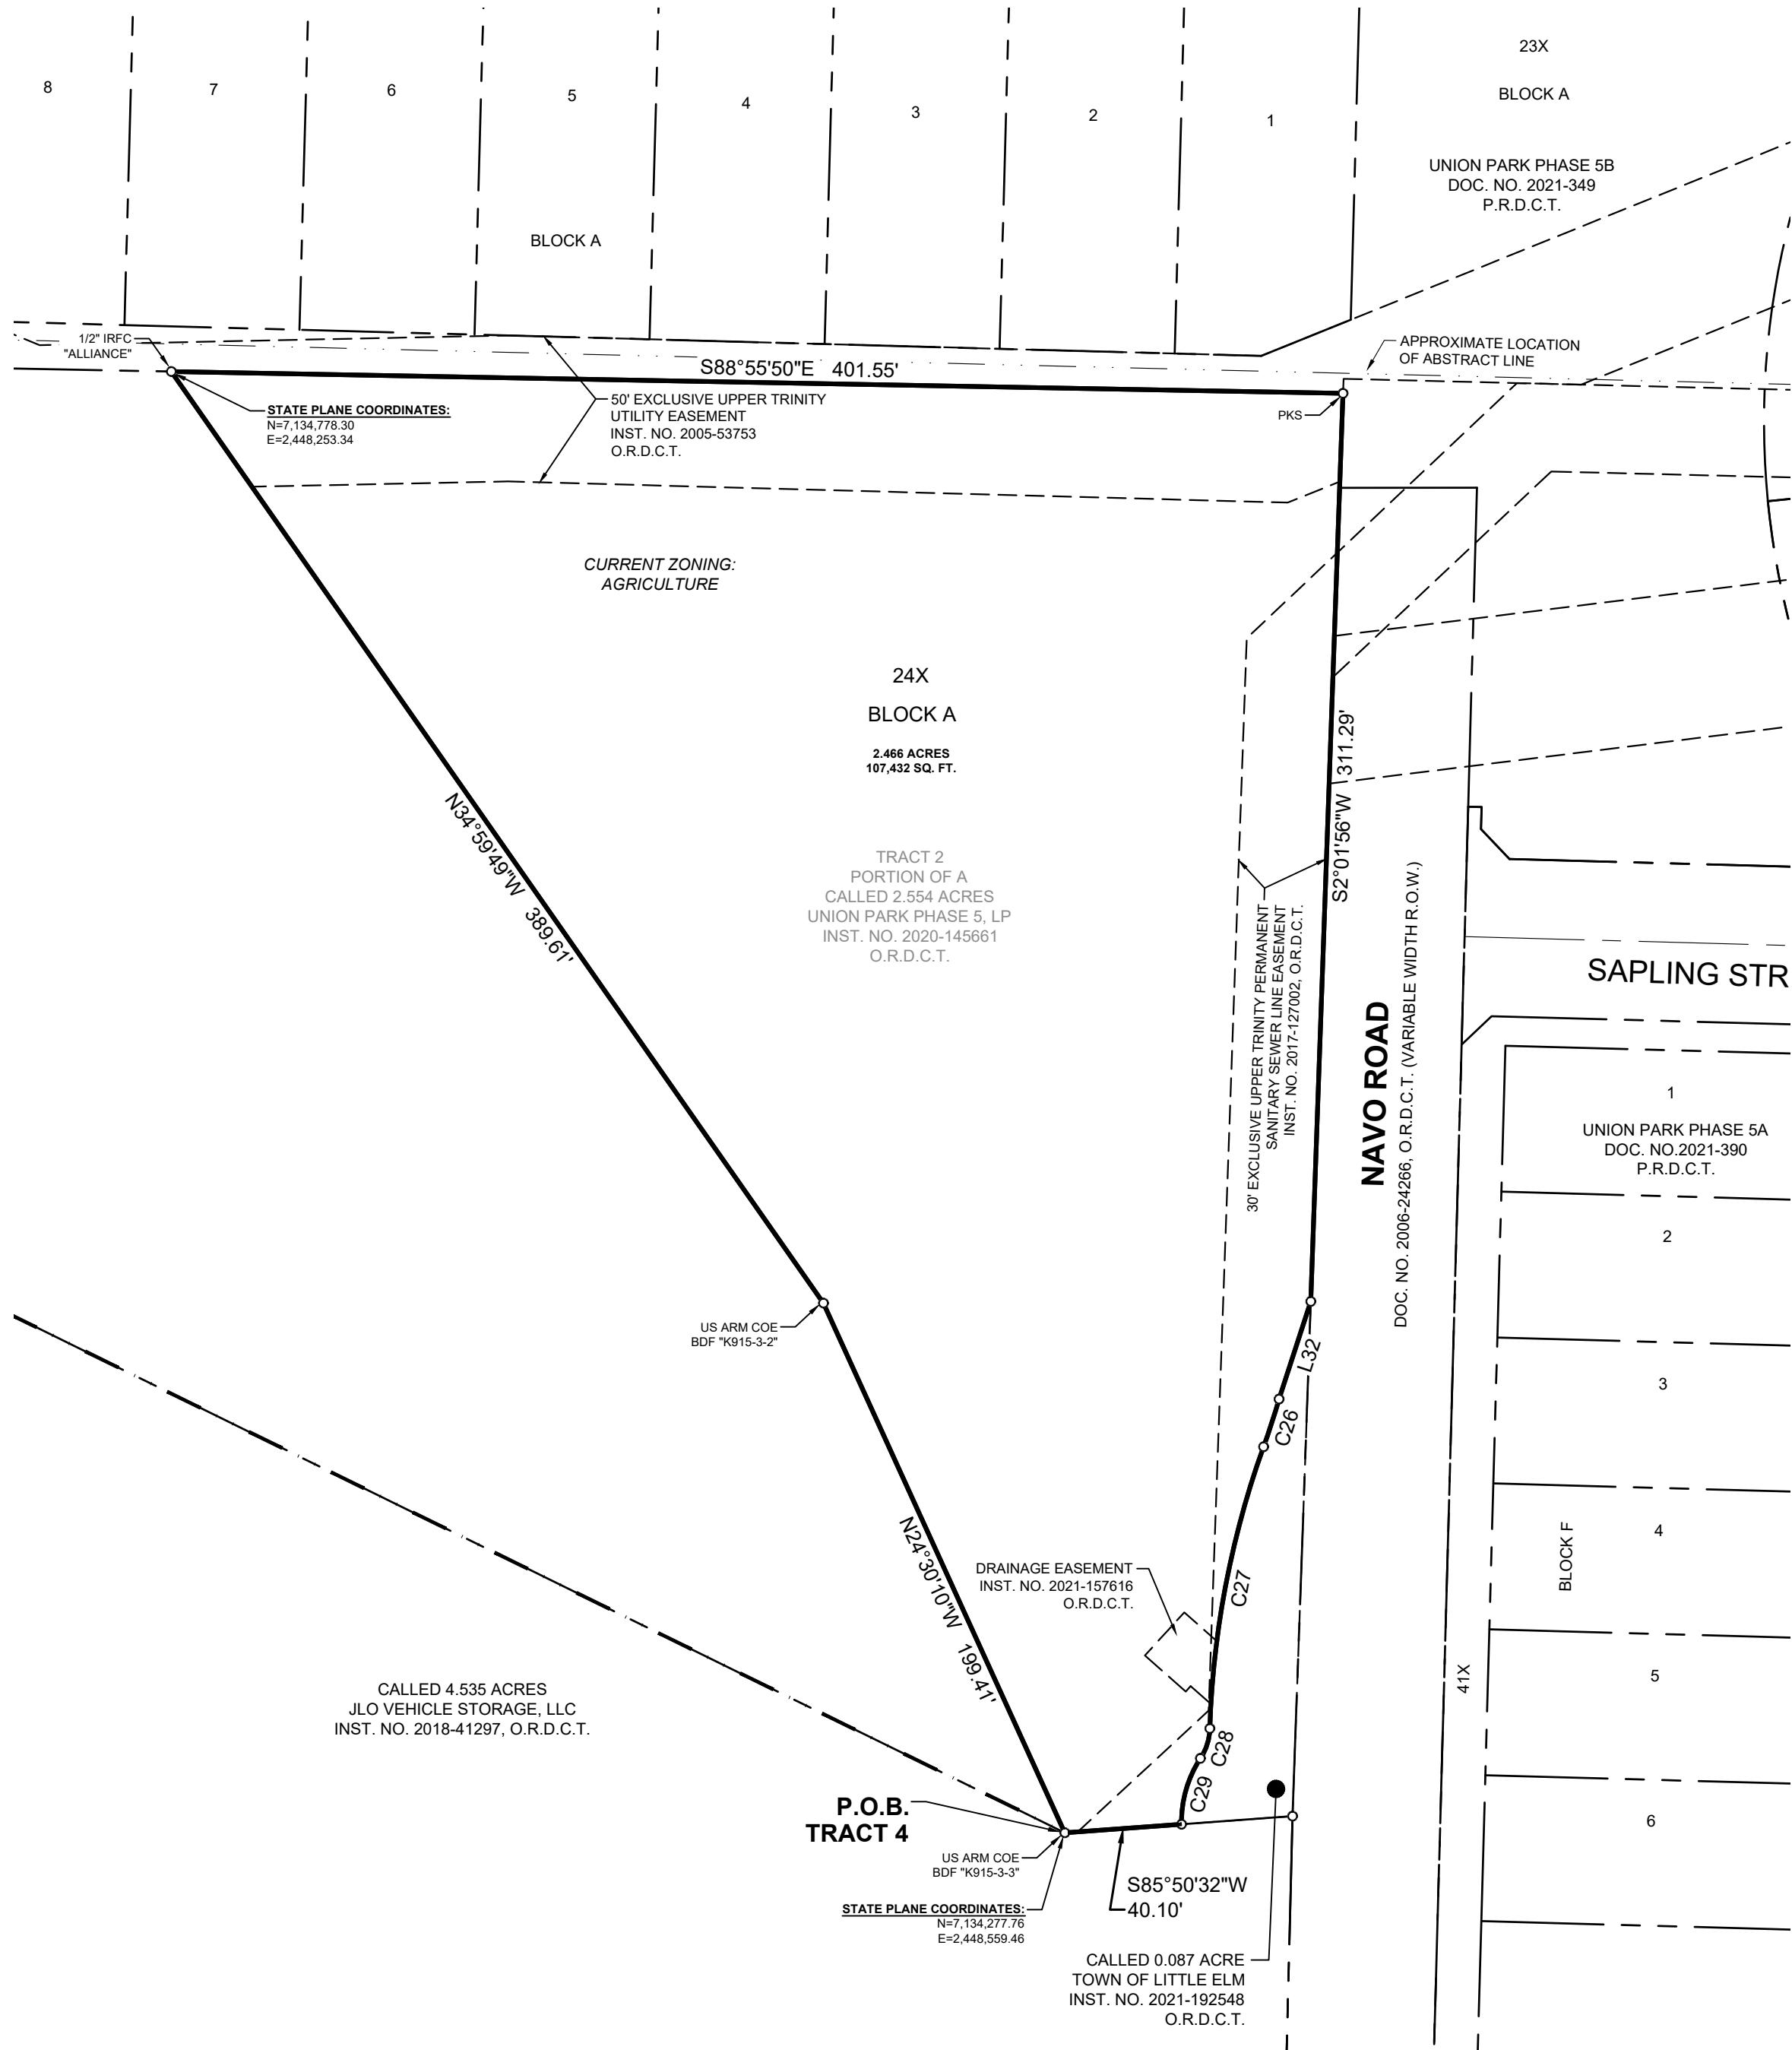 8
7
6
5
4
3
2
1
23X
BLOCK A
UNION PARK PHASE 5B
DOC. NO. 2021-349
P.R.D.C.T.
BLOCK A
1/2" IRFC
"ALLIANCE"
S88°55'50"E 401.55'
APPROXIMATE LOCATION
OF ABSTRACT LINE
STATE PLANE COORDINATES:
N=7,134,778.30
E=2,448,253.34
50' EXCLUSIVE UPPER TRINITY
UTILITY EASEMENT
INST. NO. 2005-53753
O.R.D.C.T.
PKS
CURRENT ZONING:
AGRICULTURE
24X
BLOCK A
2.466 ACRES
107,432 SQ. FT.
TRACT 2
PORTION OF A
CALLED 2.554 ACRES
UNION PARK PHASE 5, LP
INST. NO. 2020-145661
O.R.D.C.T.
N34°59'49"W 389.61'
S2°01'56"W 311.29'
30' EXCLUSIVE UPPER TRINITY PERMANENT
SANITARY SEWER LINE EASEMENT
INST. NO. 2017-127002, O.R.D.C.T.
NAVO ROAD
DOC. NO. 2006-24266, O.R.D.C.T. (VARIABLE WIDTH R.O.W.)
SAPLING STR
1
UNION PARK PHASE 5A
DOC. NO.2021-390
P.R.D.C.T.
2
3
4
5
6
BLOCK F
41X
US ARM COE
BDF "K915-3-2"
L32
C26
C27
C28
C29
N24°30'10"W 199.41'
DRAINAGE EASEMENT
INST. NO. 2021-157616
O.R.D.C.T.
CALLED 4.535 ACRES
JLO VEHICLE STORAGE, LLC
INST. NO. 2018-41297, O.R.D.C.T.
P.O.B.
TRACT 4
US ARM COE
BDF "K915-3-3"
STATE PLANE COORDINATES:
N=7,134,277.76
E=2,448,559.46
S85°50'32"W
40.10'
CALLED 0.087 ACRE
TOWN OF LITTLE ELM
INST. NO. 2021-192548
O.R.D.C.T.